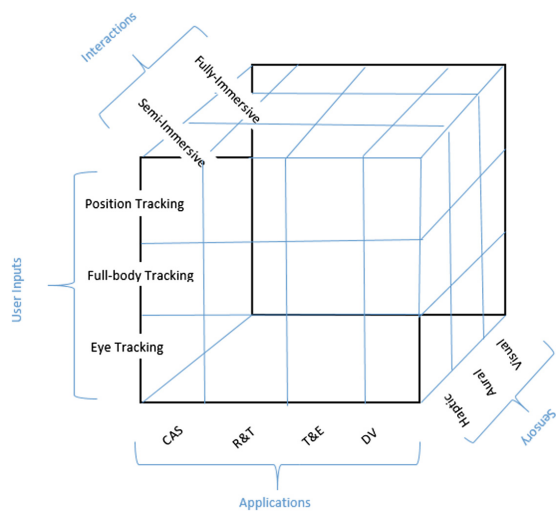 Interactions
Fully-Immersive
Semi-Immersive
Position Tracking
Full-body Tracking
Eye Tracking
User Inputs
CAS
R&T
T&E
DV
Applications
Haptic
Aural
Visual
Sensory